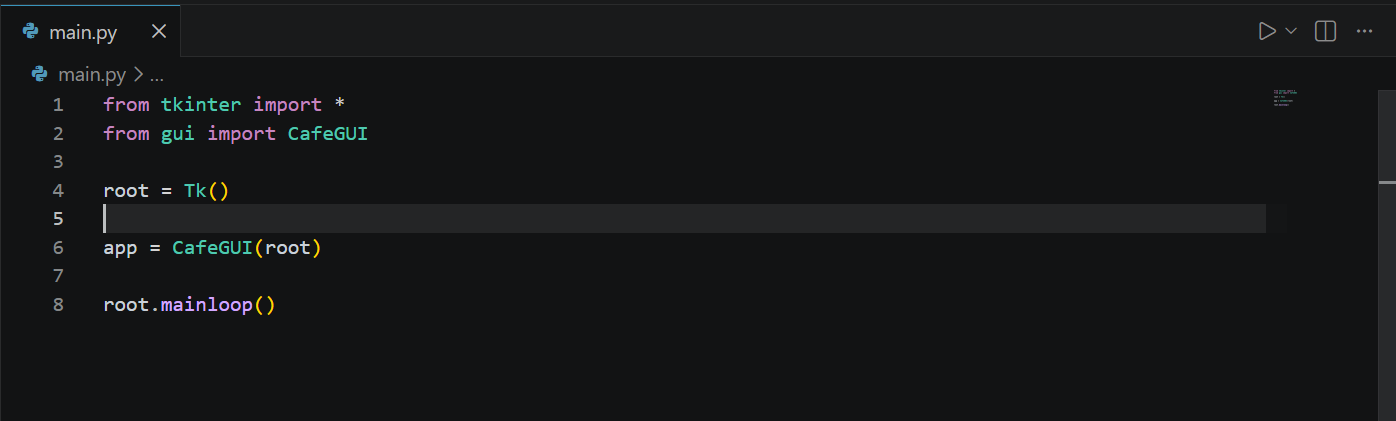 main.py
main.py > ...
1 from tkinter import *
2 from gui import CafeGUI
3
4 root = Tk()
5
6 app = CafeGUI(root)
7
8 root.mainloop()